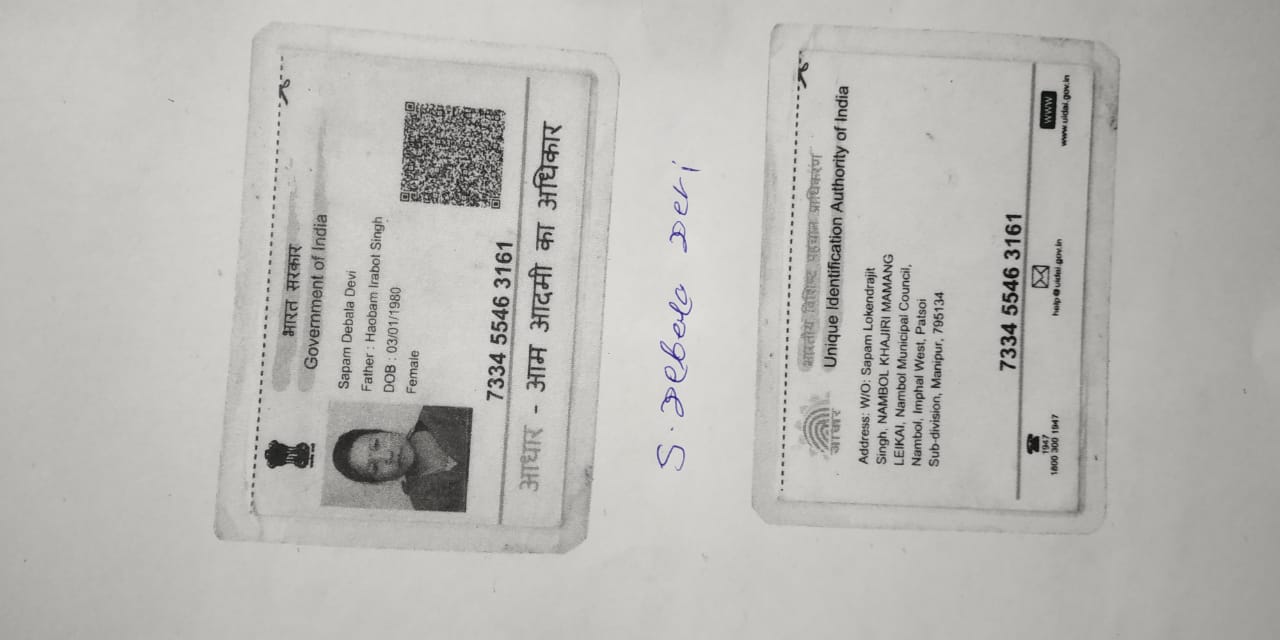 भारत सरकार
Government of India
Sapam Debala Devi
Father : Haobam Irabot Singh
DOB : 03/01/1980
Female
7334 5546 3161
आधार - आम आदमी का अधिकार
S. Debala Devi
भारतीय विशिष्ट पहचान प्राधिकरण
Unique Identification Authority of India
आधार
Address: W/O: Sapam Lokendrajit
Singh, NAMBOL KHAJIRI MAMANG
LEIKAI, Nambol Municipal Council,
Nambol, Imphal West, Patsoi
Sub-division, Manipur, 795134
7334 5546 3161
1947
1800 300 1947
help@uidai.gov.in
WWW
www.uidai.gov.in